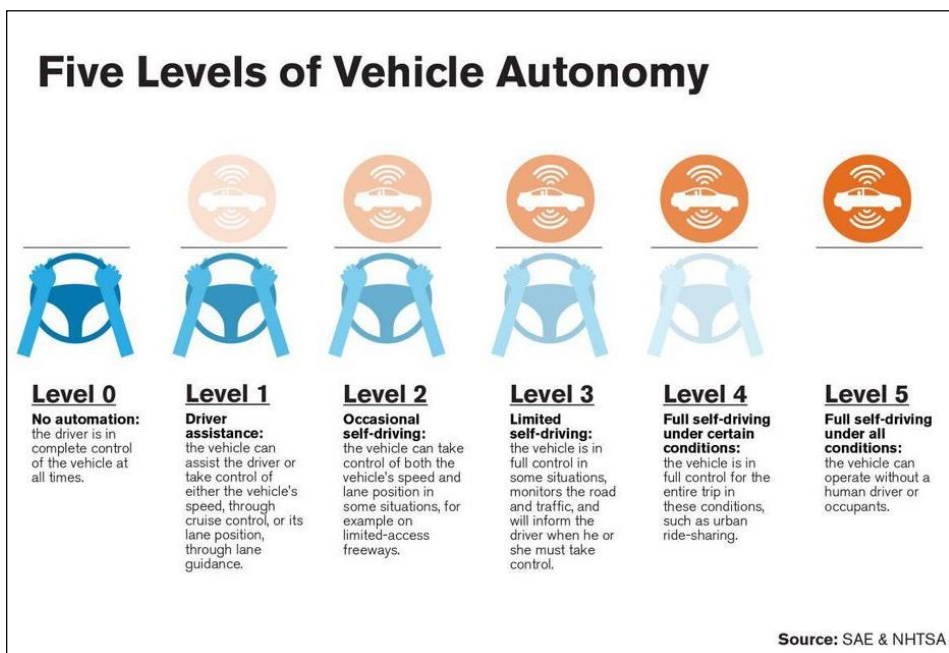 Five Levels of Vehicle Autonomy
Level 0
No automation:
the driver is in
complete control
of the vehicle at
all times.
Level 1
Driver
assistance:
the vehicle can
assist the driver or
take control of
either the vehicle's
speed, through
cruise control, or its
lane position,
through lane
guidance.
Level 2
Occasional
self-driving:
the vehicle can take
control of both the
vehicle's speed and
lane position in
some situations, for
example on
limited-access
freeways.
Level 3
Limited
self-driving:
the vehicle is in
full control in
some situations,
monitors the road
and traffic, and
will inform the
driver when he or
she must take
control.
Level 4
Full self-driving
under certain
conditions:
the vehicle is in
full control for the
entire trip in
these conditions,
such as urban
ride-sharing.
Level 5
Full self-driving
under all
conditions:
the vehicle can
operate without a
human driver or
occupants.
Source: SAE & NHTSA